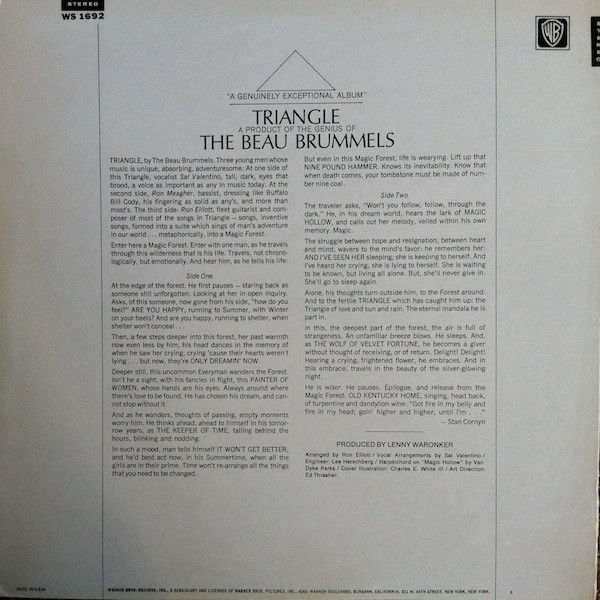 STEREO
WS 1692
WB
STEREO
"A GENUINELY EXCEPTIONAL ALBUM"
TRIANGLE
A PRODUCT OF THE GENIUS OF
THE BEAU BRUMMELS
TRIANGLE, by The Beau Brummels. Three young men whose
music is unique, absorbing, adventuresome. At one side of
this Triangle, vocalist Sal Valentino, tall, dark, eyes that
brood, a voice as important as any in music today. At the
second side, Ron Meagher, bassist, dressing like Buffalo
Bill Cody, his fingering as solid as any's, and more than
most's. The third side: Ron Elliott, fleet guitarist and com-
poser of most of the songs in Triangle — songs, inventive
songs, formed into a suite which sings of man's adventure
in our world . . . metaphorically, into a Magic Forest.
Enter here a Magic Forest. Enter with one man, as he travels
through this wilderness that is his life. Travels, not chrono-
logically, but emotionally. And hear him, as he tells his life:
Side One
At the edge of the forest. He first pauses — staring back as
someone still unforgotten. Looking at her in open inquiry.
Asks, of this someone, now gone from his side, "how do you
feel?" ARE YOU HAPPY, running to Summer, with Winter
on your heels? And are you happy, running to shelter, when
shelter won't conceal . . .
Then, a few steps deeper into this forest, her past warmth
now even less by him, his head dances in the memory of
when he saw her crying, crying 'cause their hearts weren't
lying . . . but now, they're ONLY DREAMIN' NOW.
Deeper still, this uncommon Everyman wanders the Forest.
Isn't he a sight, with his fancies in flight, this PAINTER OF
WOMEN, whose hands are his eyes. Always around where
there's love to be found. He has chosen his dream, and can-
not stop without it.
And as he wanders, thoughts of passing, empty moments
worry him. He thinks ahead, ahead to himself in his tomor-
row years, as THE KEEPER OF TIME, falling behind the
hours, blinking and nodding.
In such a mood, man tells himself IT WON'T GET BETTER,
and he'd best act now, in his Summertime, when all the
girls are in their prime. Time won't re-arrange all the things
that you need to be changed.
But even in this Magic Forest, life is wearying. Lift up that
NINE POUND HAMMER. Knows its inevitability. Know that
when death comes, your tombstone must be made of num-
ber nine coal.
Side Two
The traveler asks, "Won't you follow, follow, through the
dark." He, in his dream world, hears the lark of MAGIC
HOLLOW, and calls out her melody, veiled within his own
memory. Magic.
The struggle between hope and resignation, between heart
and mind, wavers to the mind's favor: he remembers her:
AND I'VE SEEN HER sleeping; she is keeping to herself. And
I've heard her crying; she is lying to herself. She is waiting
to be known, but living all alone. But, she'll never give in.
She'll go to sleep again.
Alone, his thoughts turn outside him, to the Forest around.
And to the fertile TRIANGLE which has caught him up: the
Triangle of love and sun and rain. The eternal mandala he is
part in.
In this, the deepest part of the forest, the air is full of
strangeness. An unfamiliar breeze blows. He sleeps. And,
as THE WOLF OF VELVET FORTUNE, he becomes a giver
without thought of receiving, or of return. Delight! Delight!
Hearing a crying, frightened flower, he embraces. And in
this embrace, travels in the beauty of the silver-glowing
night.
He is wiser. He pauses. Epilogue, and release from the
Magic Forest: OLD KENTUCKY HOME, singing, head back,
of turpentine and dandylion wine. "Got fire in my belly and
fire in my head; goin' higher and higher, until I'm . . . ."
— Stan Cornyn
PRODUCED BY LENNY WARONKER
Arranged by Ron Elliott / Vocal Arrangements by Sal Valentino /
Engineer: Lee Herschberg / Harpsichord on "Magic Hollow" by Van
Dyke Parks / Cover Illustration: Charles E. White III / Art Direction:
Ed Thrasher.
MADE IN U.S.A.
WARNER BROS. RECORDS, INC., A SUBSIDIARY AND LICENSEE OF WARNER BROS. PICTURES, INC., 4000 WARNER BOULEVARD, BURBANK, CALIFORNIA. 321 W. 44TH STREET, NEW YORK, NEW YORK.